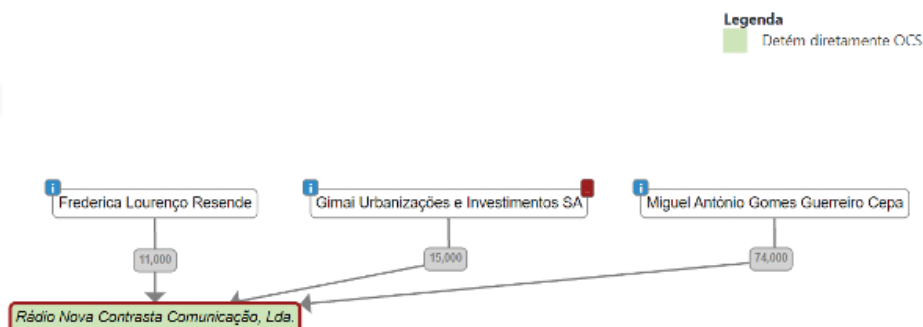 Legenda
Detém diretamente OCS
Frederica Lourenço Resende
Gimai Urbanizações e Investimentos SA
Miguel António Gomes Guerreiro Cepa
11,000
15,000
74,000
Rádio Nova Contrasta Comunicação, Lda.